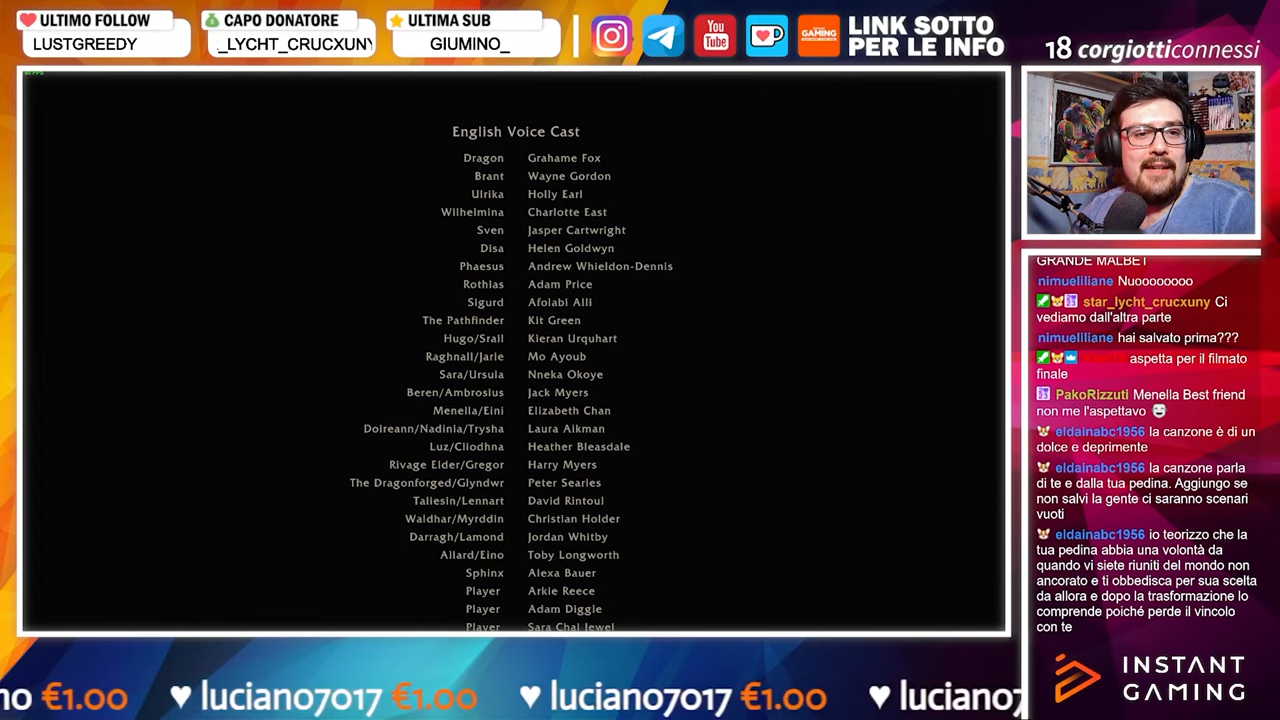 ULTIMO FOLLOW
LUSTGREEDY
CAPO DONATORE
_LYCHT_CRUCXUNY
ULTIMA SUB
GIUMINO_
You
Tube
GAMING
LINK SOTTO
PER LE INFO
18 corgiotticonnessi
English Voice Cast
Dragon Grahame Fox
Brant Wayne Gordon
Ulrika Holly Earl
Wilhelmina Charlotte East
Sven Jasper Cartwright
Disa Helen Goldwyn
Phaesus Andrew Whieldon-Dennis
Rothias Adam Price
Sigurd Afolabi Alli
The Pathfinder Kit Green
Hugo/Srail Kieran Urquhart
Raghnall/Jarle Mo Ayoub
Sara/Ursula Nneka Okoye
Beren/Ambrosius Jack Myers
Menella/Eini Elizabeth Chan
Doireann/Nadinia/Trysha Laura Aikman
Luz/Cliodhna Heather Bleasdale
Rivage Elder/Gregor Harry Myers
The Dragonforged/Glyndwr Peter Searles
Taliesin/Lennart David Rintoul
Waldhar/Myrddin Christian Holder
Darragh/Lamond Jordan Whitby
Allard/Eino Toby Longworth
Sphinx Alexa Bauer
Player Arkie Reece
Player Adam Diggle
Player Sara Chai Jewel
GRANDE MALBET
nimueliliane Nuoooooooo
star_lycht_crucxuny Ci
vediamo dall'altra parte
nimueliliane hai salvato prima???
aspetta per il filmato
finale
PakoRizzuti Menella Best friend
non me l'aspettavo
eldainabc1956 la canzone è di un
dolce e deprimente
eldainabc1956 la canzone parla
di te e dalla tua pedina. Aggiungo se
non salvi la gente ci saranno scenari
vuoti
eldainabc1956 io teorizzo che la
tua pedina abbia una volontà da
quando vi siete riuniti del mondo non
ancorato e ti obbedisca per sua scelta
da allora e dopo la trasformazione lo
comprende poiché perde il vincolo
con te
INSTANT
GAMING
no €1.00 ♥ luciano7017 €1.00 ♥ luciano7017 €1.00 ♥ luciano7